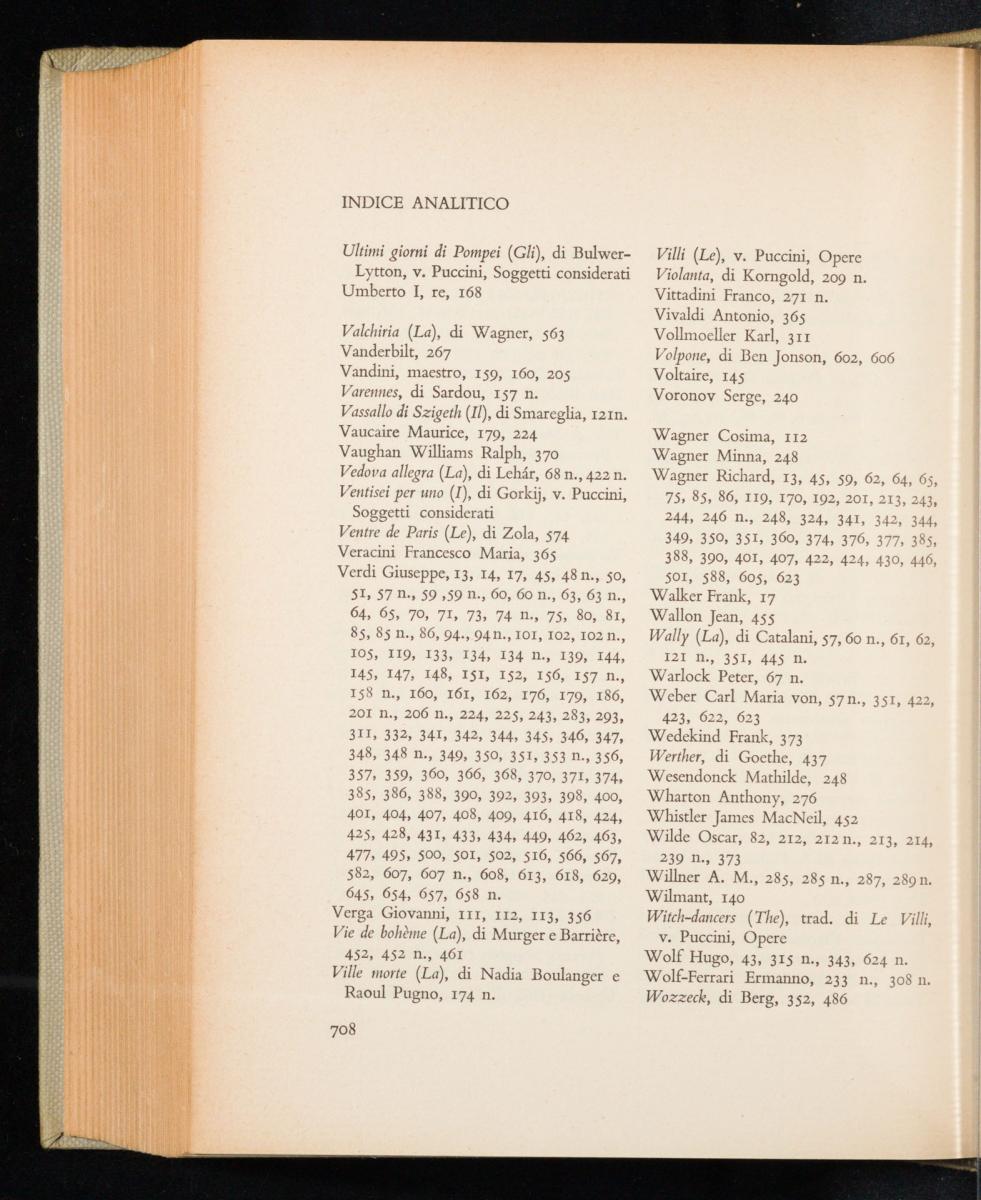 INDICE ANALITICO
Ultimi giorni di Pompei (Gli), di Bulwer-
Lytton, v. Puccini, Soggetti considerati
Umberto I, re, 168
Valchiria (La), di Wagner, 563
Vanderbilt, 267
Vandini, maestro, 159, 160, 205
Varennes, di Sardou, 157 n.
Vassallo di Szigeth (Il), di Smareglia, 121n.
Vaucaire Maurice, 179, 224
Vaughan Williams Ralph, 370
Vedova allegra (La), di Lehár, 68 n., 422 n.
Ventisei per uno (I), di Gorkij, v. Puccini,
Soggetti considerati
Ventre de Paris (Le), di Zola, 574
Veracini Francesco Maria, 365
Verdi Giuseppe, 13, 14, 17, 45, 48 n., 50,
51, 57 n., 59 ,59 n., 60, 60 n., 63, 63 n.,
64, 65, 70, 71, 73, 74 n., 75, 80, 81,
85, 85 n., 86, 94., 94 n., 101, 102, 102 n.,
105, 119, 133, 134, 134 n., 139, 144,
145, 147, 148, 151, 152, 156, 157 n.,
158 n., 160, 161, 162, 176, 179, 186,
201 n., 206 n., 224, 225, 243, 283, 293,
311, 332, 341, 342, 344, 345, 346, 347,
348, 348 n., 349, 350, 351, 353 n., 356,
357, 359, 360, 366, 368, 370, 371, 374,
385, 386, 388, 390, 392, 393, 398, 400,
401, 404, 407, 408, 409, 416, 418, 424,
425, 428, 431, 433, 434, 449, 462, 463,
477, 495, 500, 501, 502, 516, 566, 567,
582, 607, 607 n., 608, 613, 618, 629,
645, 654, 657, 658 n.
Verga Giovanni, 111, 112, 113, 356
Vie de bohème (La), di Murger e Barrière,
452, 452 n., 461
Ville morte (La), di Nadia Boulanger e
Raoul Pugno, 174 n.
Villi (Le), v. Puccini, Opere
Violanta, di Korngold, 209 n.
Vittadini Franco, 271 n.
Vivaldi Antonio, 365
Vollmoeller Karl, 311
Volpone, di Ben Jonson, 602, 606
Voltaire, 145
Voronov Serge, 240
Wagner Cosima, 112
Wagner Minna, 248
Wagner Richard, 13, 45, 59, 62, 64, 65,
75, 85, 86, 119, 170, 192, 201, 213, 243,
244, 246 n., 248, 324, 341, 342, 344,
349, 350, 351, 360, 374, 376, 377, 385,
388, 390, 401, 407, 422, 424, 430, 446,
501, 588, 605, 623
Walker Frank, 17
Wallon Jean, 455
Wally (La), di Catalani, 57, 60 n., 61, 62,
121 n., 351, 445 n.
Warlock Peter, 67 n.
Weber Carl Maria von, 57 n., 351, 422,
423, 622, 623
Wedekind Frank, 373
Werther, di Goethe, 437
Wesendonck Mathilde, 248
Wharton Anthony, 276
Whistler James MacNeil, 452
Wilde Oscar, 82, 212, 212 n., 213, 214,
239 n., 373
Willner A. M., 285, 285 n., 287, 289 n.
Wilmant, 140
Witch-dancers (The), trad. di Le Villi,
v. Puccini, Opere
Wolf Hugo, 43, 315 n., 343, 624 n.
Wolf-Ferrari Ermanno, 233 n., 308 n.
Wozzeck, di Berg, 352, 486
708